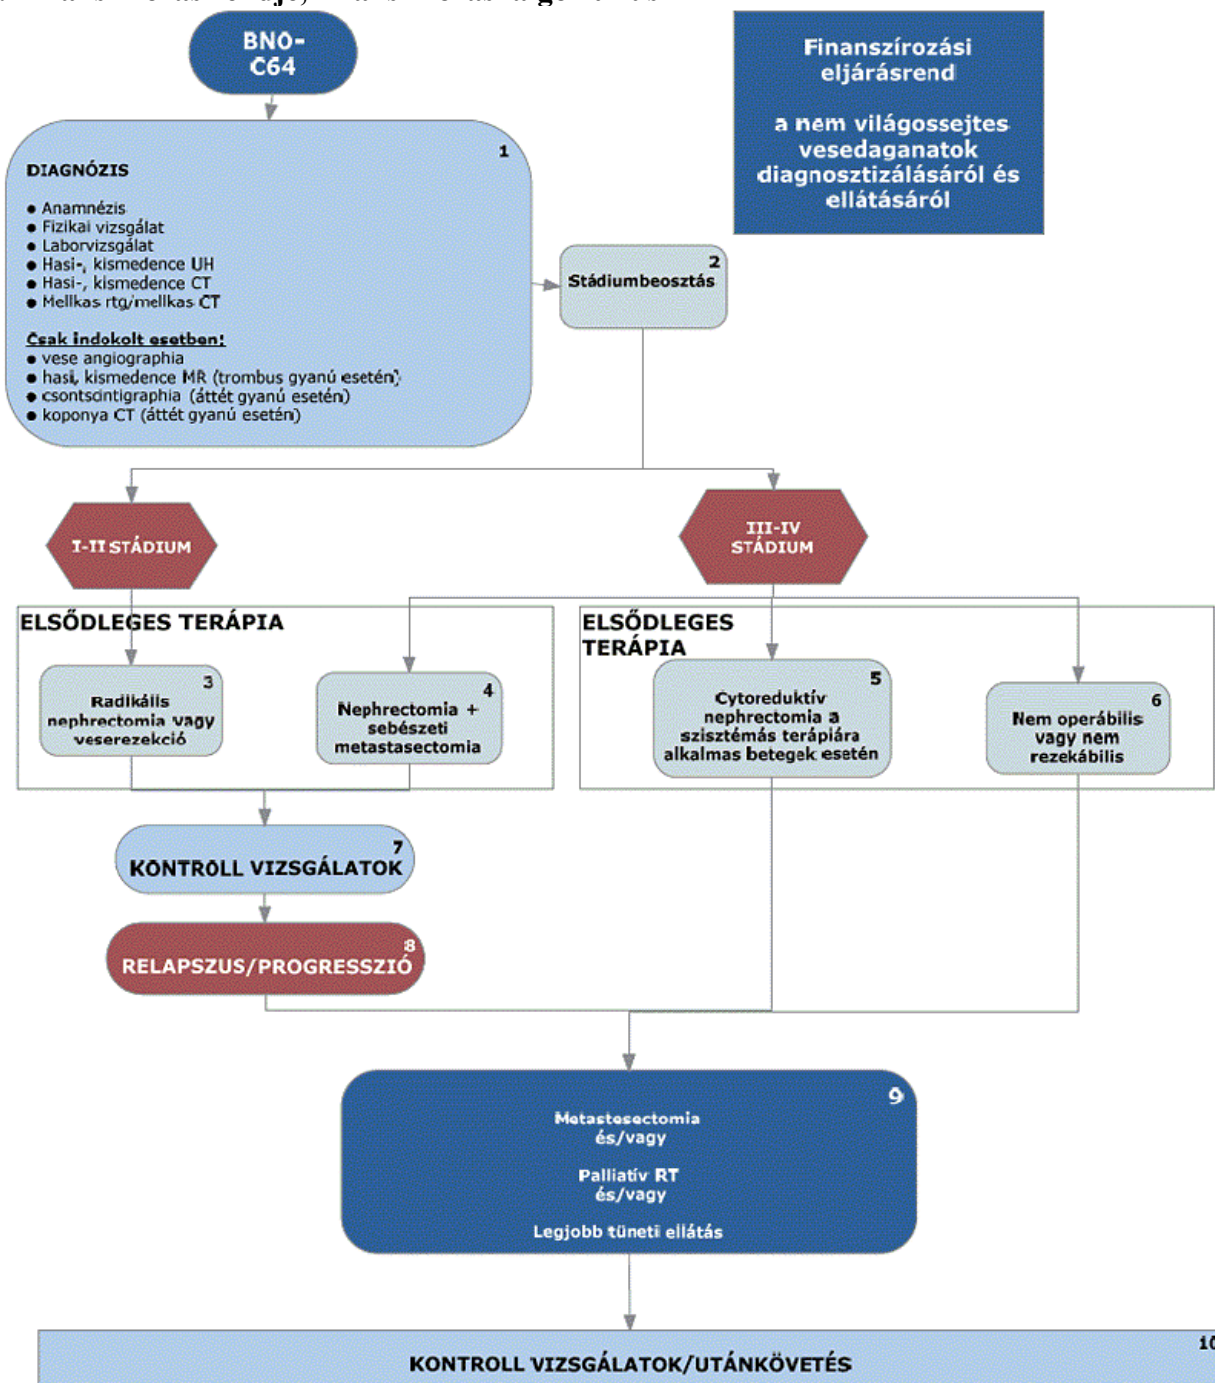 BNO-
C64
Finanszírozási
eljárásrend
a nem világossejtes
vesedaganatok
diagnosztizálásáról és
ellátásáról
1
DIAGNÓZIS
● Anamnézis
● Fizikai vizsgálat
● Laborvizsgálat
● Hasi-, kismedence UH
● Hasi-, kismedence CT
● Mellkas rtg/mellkas CT
Csak indokolt esetben:
● vese angiographia
● hasi, kismedence MR (trombus gyanú esetén)
● csontscintigraphia (áttét gyanú esetén)
● koponya CT (áttét gyanú esetén)
2
Stádiumbeosztás
I-II STÁDIUM
III-IV
STÁDIUM
ELSŐDLEGES TERÁPIA
3
Radikális
nephrectomia vagy
veserezekció
4
Nephrectomia +
sebészeti
metastasectomia
ELSŐDLEGES
TERÁPIA
5
Cytoreduktív
nephrectomia a
szisztémás terápiára
alkalmas betegek esetén
6
Nem operábilis
vagy nem
rezekábilis
7
KONTROLL VIZSGÁLATOK
8
RELAPSZUS/PROGRESSZIÓ
9
Metastesectomia
és/vagy
Palliatív RT
és/vagy
Legjobb tüneti ellátás
10
KONTROLL VIZSGÁLATOK/UTÁNKÖVETÉS